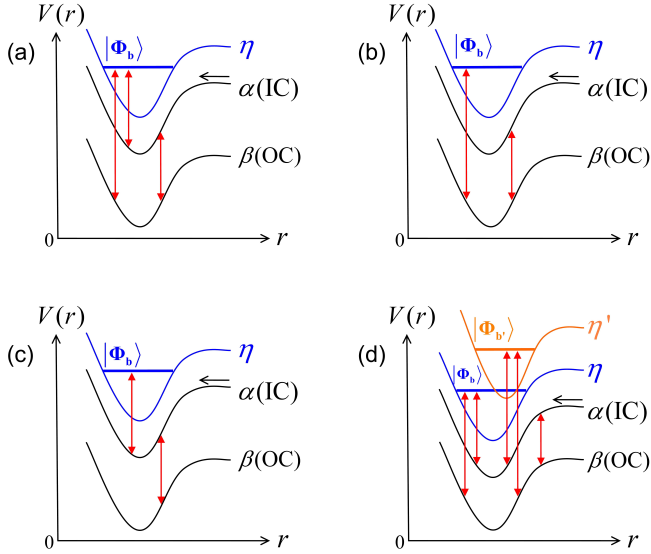 V(r)
(a)
|Φb⟩
η
α(IC)
β(OC)
0
r
V(r)
(b)
|Φb⟩
η
α(IC)
β(OC)
0
r
V(r)
(c)
|Φb⟩
η
α(IC)
β(OC)
0
r
V(r)
(d)
|Φb'⟩
η'
|Φb⟩
η
α(IC)
β(OC)
0
r